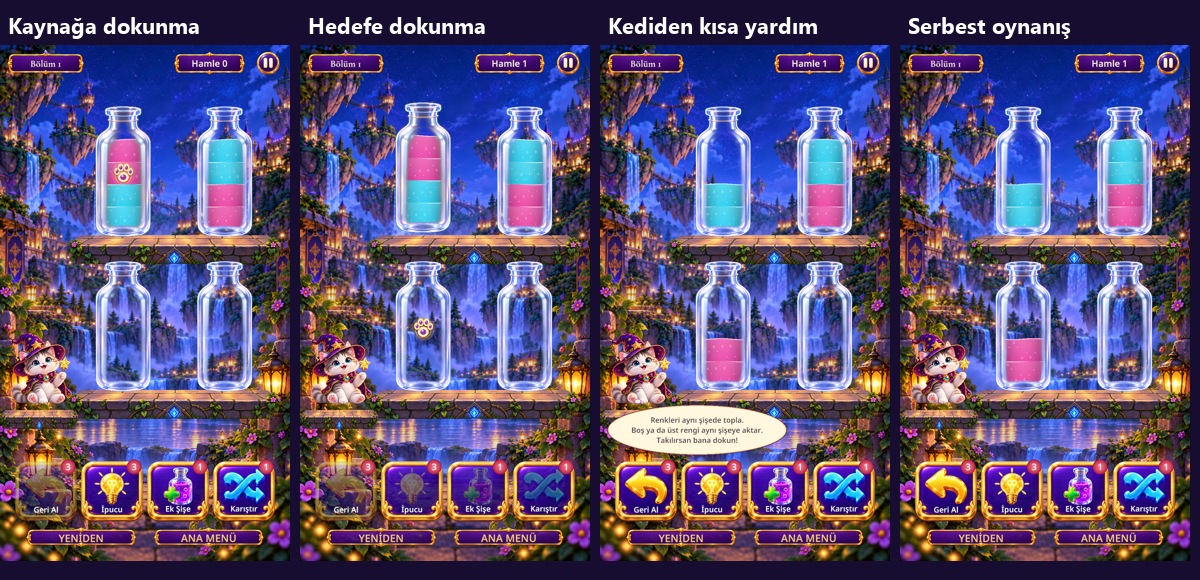 Kaynağa dokunma
Hedefe dokunma
Kediden kısa yardım
Serbest oynanış
Bölüm 1
Hamle 0
Bölüm 1
Hamle 1
Bölüm 1
Hamle 1
Bölüm 1
Hamle 1
Renkleri aynı şişede topla.
Boş ya da üst rengi aynı şişeye aktar.
Takılırsan bana dokun!
3
3
1
1
3
3
1
1
3
3
1
1
3
3
1
1
Geri Al
İpucu
Ek Şişe
Karıştır
Geri Al
İpucu
Ek Şişe
Karıştır
Geri Al
İpucu
Ek Şişe
Karıştır
Geri Al
İpucu
Ek Şişe
Karıştır
YENİDEN
ANA MENÜ
YENİDEN
ANA MENÜ
YENİDEN
ANA MENÜ
YENİDEN
ANA MENÜ